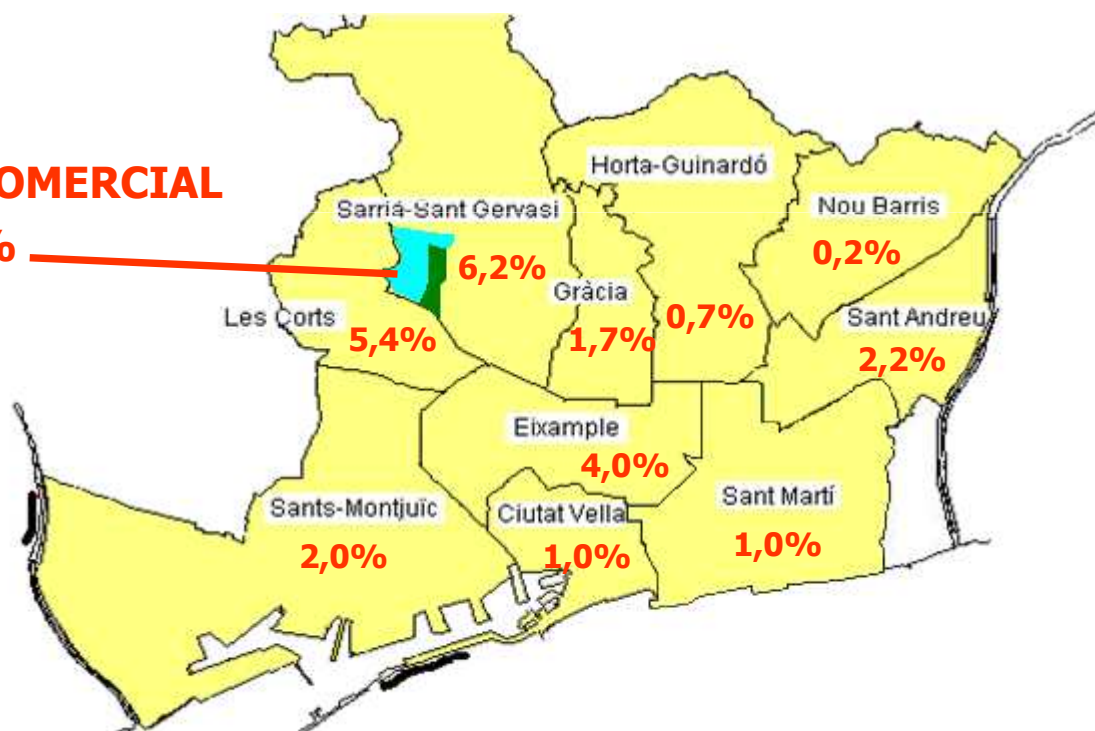 OMERCIAL
%
Horta-Guinardó
0,7%
Nou Barris
0,2%
Sarriá-Sant Gervasi
6,2%
Gràcia
1,7%
Les Corts
5,4%
Sant Andreu
2,2%
Eixample
4,0%
Sants-Montjuïc
2,0%
Ciutat Vella
1,0%
Sant Martí
1,0%